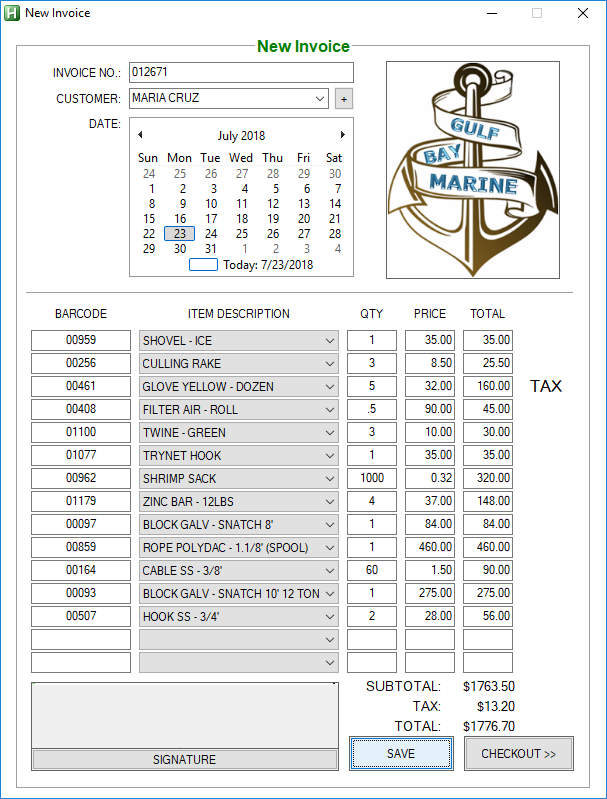 H New Invoice
New Invoice
INVOICE NO.: 012671
CUSTOMER: MARIA CRUZ +
DATE:
July 2018
Sun Mon Tue Wed Thu Fri Sat
24 25 26 27 28 29 30
1 2 3 4 5 6 7
8 9 10 11 12 13 14
15 16 17 18 19 20 21
22 23 24 25 26 27 28
29 30 31 1 2 3 4
Today: 7/23/2018
GULF
BAY
MARINE
BARCODE ITEM DESCRIPTION QTY PRICE TOTAL
00959 SHOVEL - ICE 1 35.00 35.00
00256 CULLING RAKE 3 8.50 25.50
00461 GLOVE YELLOW - DOZEN 5 32.00 160.00 TAX
00408 FILTER AIR - ROLL .5 90.00 45.00
01100 TWINE - GREEN 3 10.00 30.00
01077 TRYNET HOOK 1 35.00 35.00
00962 SHRIMP SACK 1000 0.32 320.00
01179 ZINC BAR - 12LBS 4 37.00 148.00
00097 BLOCK GALV - SNATCH 8' 1 84.00 84.00
00859 ROPE POLYDAC - 1.1/8' (SPOOL) 1 460.00 460.00
00164 CABLE SS - 3/8' 60 1.50 90.00
00093 BLOCK GALV - SNATCH 10' 12 TON 1 275.00 275.00
00507 HOOK SS - 3/4' 2 28.00 56.00
SUBTOTAL: $1763.50
TAX: $13.20
TOTAL: $1776.70
SIGNATURE SAVE CHECKOUT >>